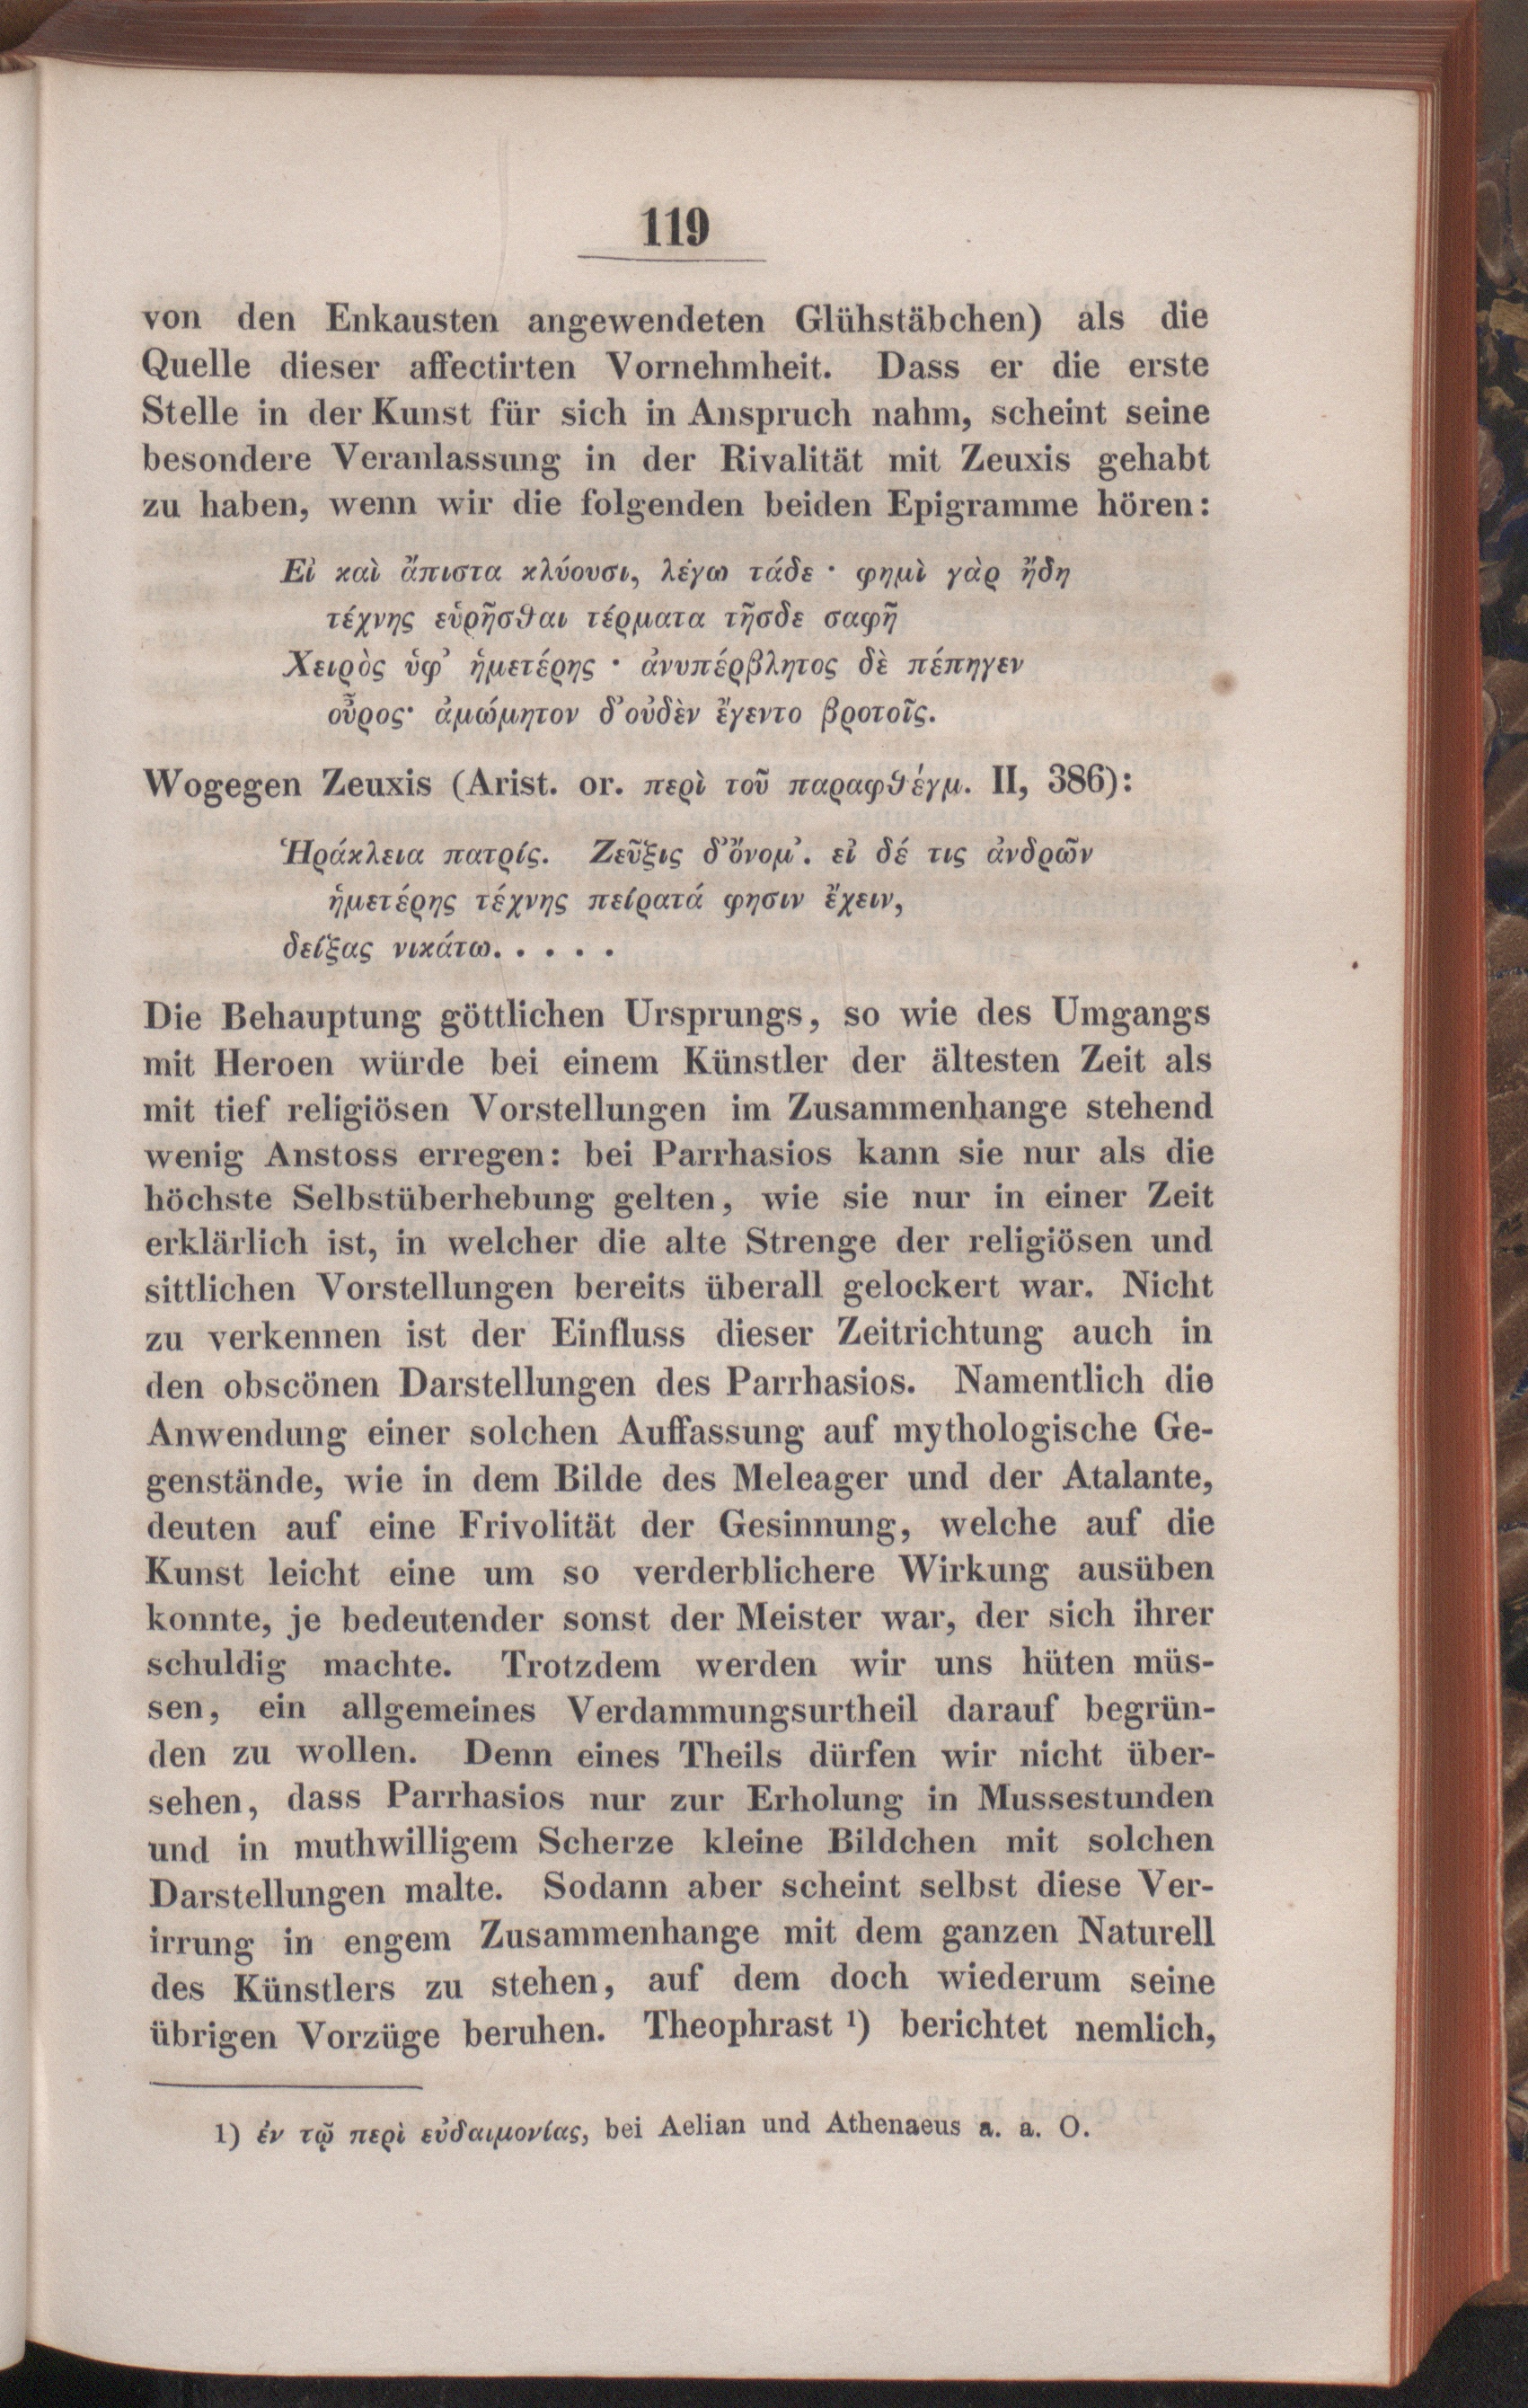 119
von den Enkausten angewendeten Glühstäbchen) als die
Quelle dieser affectirten Vornehmheit. Dass er die erste
Stelle in der Kunst für sich in Anspruch nahm, scheint seine
besondere Veranlassung in der Rivalität mit Zeuxis gehabt
zu haben, wenn wir die folgenden beiden Epigramme hören:
Εἰ καὶ ἄπιστα κλύουσι, λέγω τάδε · φημὶ γὰρ ἤδη
τέχνης εὑρῆσθαι τέρματα τῆσδε σαφῆ
Χειρὸς ὑφ’ ἡμετέρης · ἀνυπέρβλητος δὲ πέπηγεν
οὖρος· ἀμώμητον δ’οὐδὲν ἔγεντο βροτοῖς.
Wogegen Zeuxis (Arist. or. περὶ τοῦ παραφθέγμ. II, 386):
Ἡράκλεια πατρίς. Ζεῦξις δ’ὄνομ’. εἰ δέ τις ἀνδρῶν
ἡμετέρης τέχνης πείρατά φησιν ἔχειν,
δείξας νικάτω. . . . .
Die Behauptung göttlichen Ursprungs, so wie des Umgangs
mit Heroen würde bei einem Künstler der ältesten Zeit als
mit tief religiösen Vorstellungen im Zusammenhange stehend
wenig Anstoss erregen: bei Parrhasios kann sie nur als die
höchste Selbstüberhebung gelten, wie sie nur in einer Zeit
erklärlich ist, in welcher die alte Strenge der religiösen und
sittlichen Vorstellungen bereits überall gelockert war. Nicht
zu verkennen ist der Einfluss dieser Zeitrichtung auch in
den obscönen Darstellungen des Parrhasios. Namentlich die
Anwendung einer solchen Auffassung auf mythologische Ge-
genstände, wie in dem Bilde des Meleager und der Atalante,
deuten auf eine Frivolität der Gesinnung, welche auf die
Kunst leicht eine um so verderblichere Wirkung ausüben
konnte, je bedeutender sonst der Meister war, der sich ihrer
schuldig machte. Trotzdem werden wir uns hüten müs-
sen, ein allgemeines Verdammungsurtheil darauf begrün-
den zu wollen. Denn eines Theils dürfen wir nicht über-
sehen, dass Parrhasios nur zur Erholung in Mussestunden
und in muthwilligem Scherze kleine Bildchen mit solchen
Darstellungen malte. Sodann aber scheint selbst diese Ver-
irrung in engem Zusammenhange mit dem ganzen Naturell
des Künstlers zu stehen, auf dem doch wiederum seine
übrigen Vorzüge beruhen. Theophrast ¹) berichtet nemlich,
1) ἐν τῷ περὶ εὐδαιμονίας, bei Aelian und Athenaeus a. a. O.